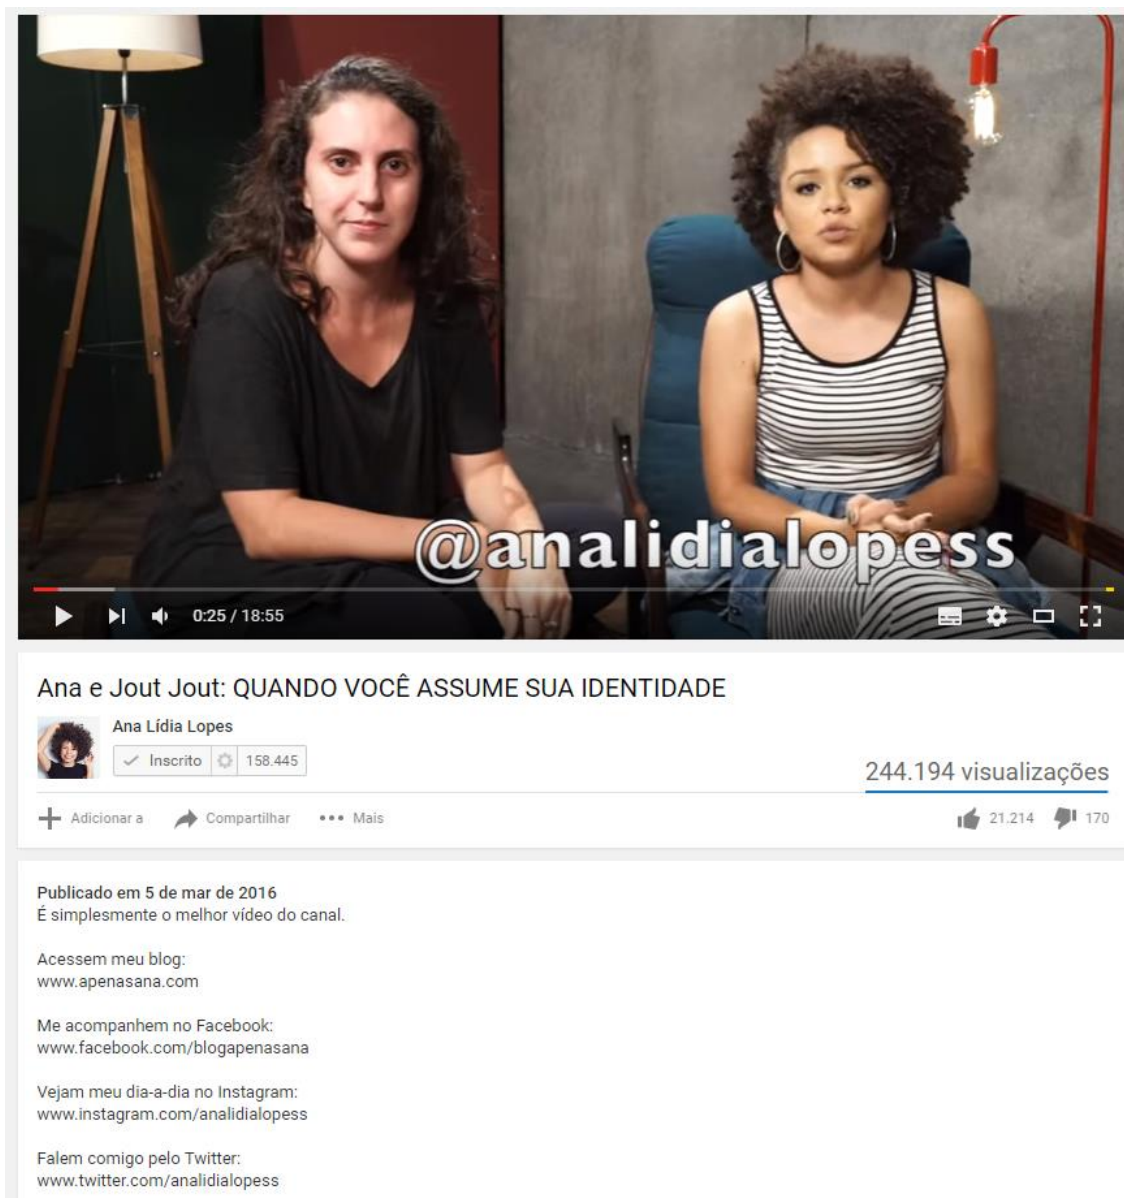 @analidialopess
0:25 / 18:55
Ana e Jout Jout: QUANDO VOCÊ ASSUME SUA IDENTIDADE
Ana Lídia Lopes
Inscrito 158.445
244.194 visualizações
Adicionar a Compartilhar Mais 21.214 170
Publicado em 5 de mar de 2016
É simplesmente o melhor vídeo do canal.
Acessem meu blog:
www.apenasana.com
Me acompanhem no Facebook:
www.facebook.com/blogapenasana
Vejam meu dia-a-dia no Instagram:
www.instagram.com/analidialopess
Falem comigo pelo Twitter:
www.twitter.com/analidialopess